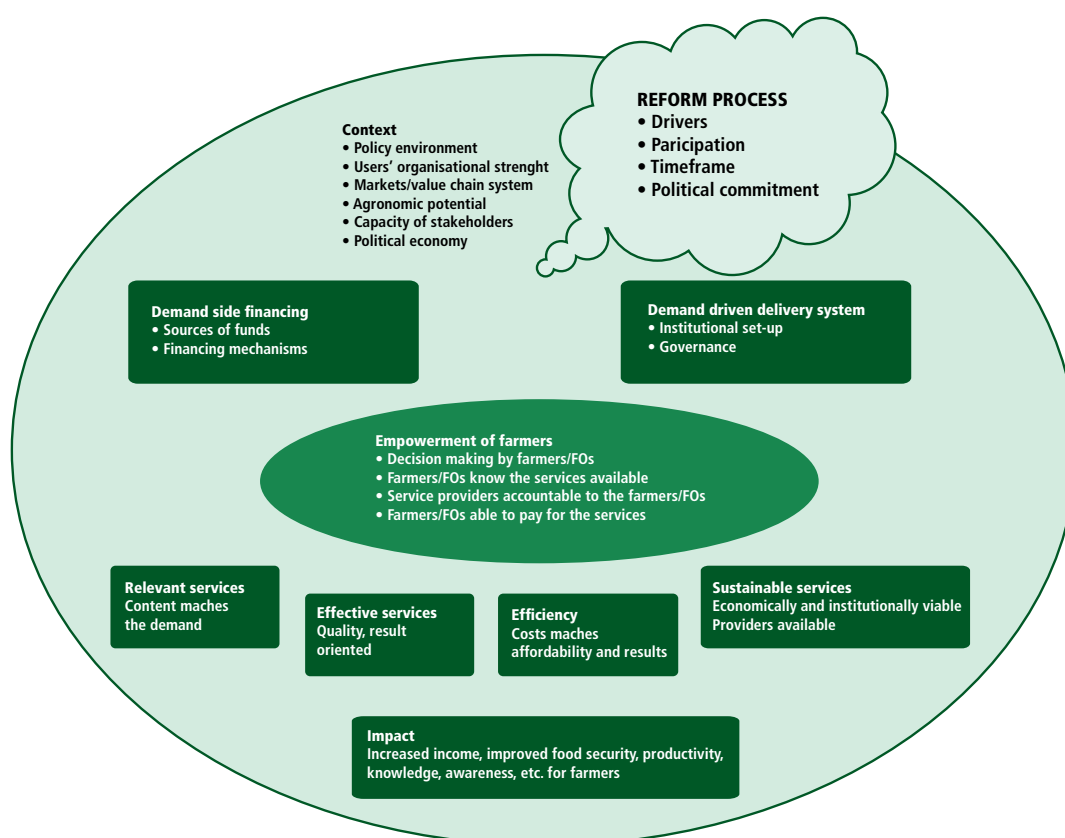 REFORM PROCESS
• Drivers
• Paricipation
• Timeframe
• Political commitment
Context
• Policy environment
• Users' organisational strenght
• Markets/value chain system
• Agronomic potential
• Capacity of stakeholders
• Political economy
Demand side financing
• Sources of funds
• Financing mechanisms
Demand driven delivery system
• Institutional set-up
• Governance
Empowerment of farmers
• Decision making by farmers/FOs
• Farmers/FOs know the services available
• Service providers accountable to the farmers/FOs
• Farmers/FOs able to pay for the services
Relevant services
Content maches
the demand
Effective services
Quality, result
oriented
Efficiency
Costs maches
affordability and results
Sustainable services
Economically and institutionally viable
Providers available
Impact
Increased income, improved food security, productivity,
knowledge, awareness, etc. for farmers